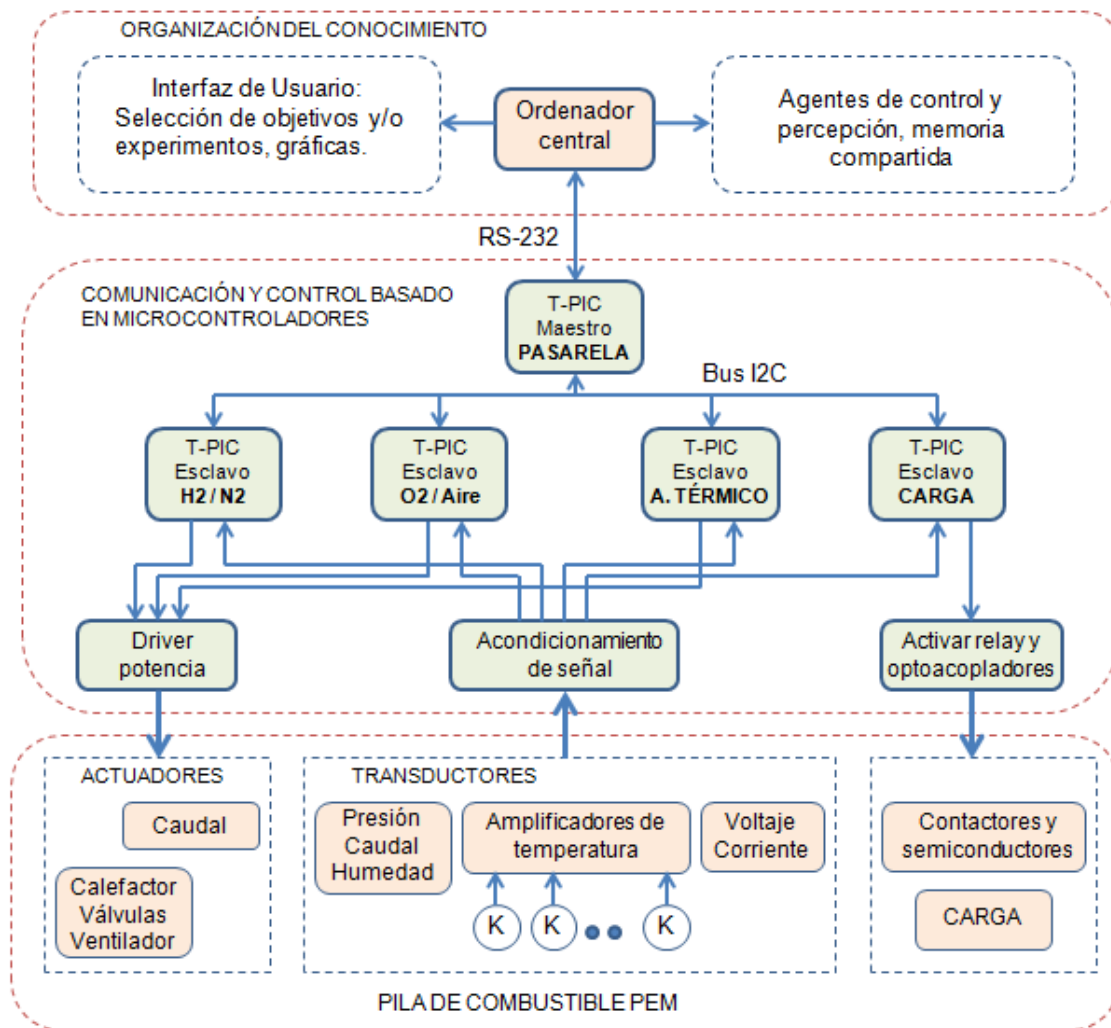 ORGANIZACIÓN DEL CONOCIMIENTO
Interfaz de Usuario:
Selección de objetivos y/o
experimentos, gráficas.
Ordenador
central
Agentes de control y
percepción, memoria
compartida
RS-232
COMUNICACIÓN Y CONTROL BASADO
EN MICROCONTROLADORES
T-PIC
Maestro
PASARELA
Bus I2C
T-PIC
Esclavo
H2 / N2
T-PIC
Esclavo
O2 / Aire
T-PIC
Esclavo
A. TÉRMICO
T-PIC
Esclavo
CARGA
Driver
potencia
Acondicionamiento
de señal
Activar relay y
optoacopladores
ACTUADORES
Caudal
Calefactor
Válvulas
Ventilador
TRANSDUCTORES
Presión
Caudal
Humedad
Amplificadores de
temperatura
Voltaje
Corriente
K
K
K
Contactores y
semiconductores
CARGA
PILA DE COMBUSTIBLE PEM